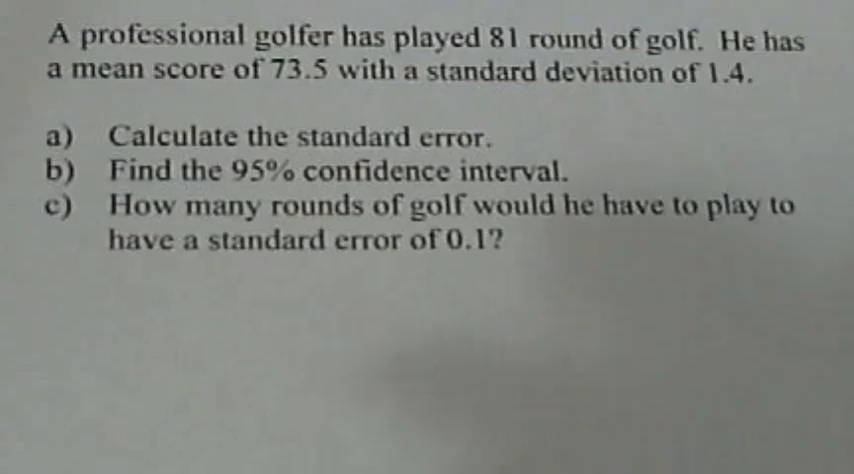 A professional golfer has played 81 round of golf. He has
a mean score of 73.5 with a standard deviation of 1.4.
a) Calculate the standard error.
b) Find the 95% confidence interval.
c) How many rounds of golf would he have to play to
have a standard error of 0.1?